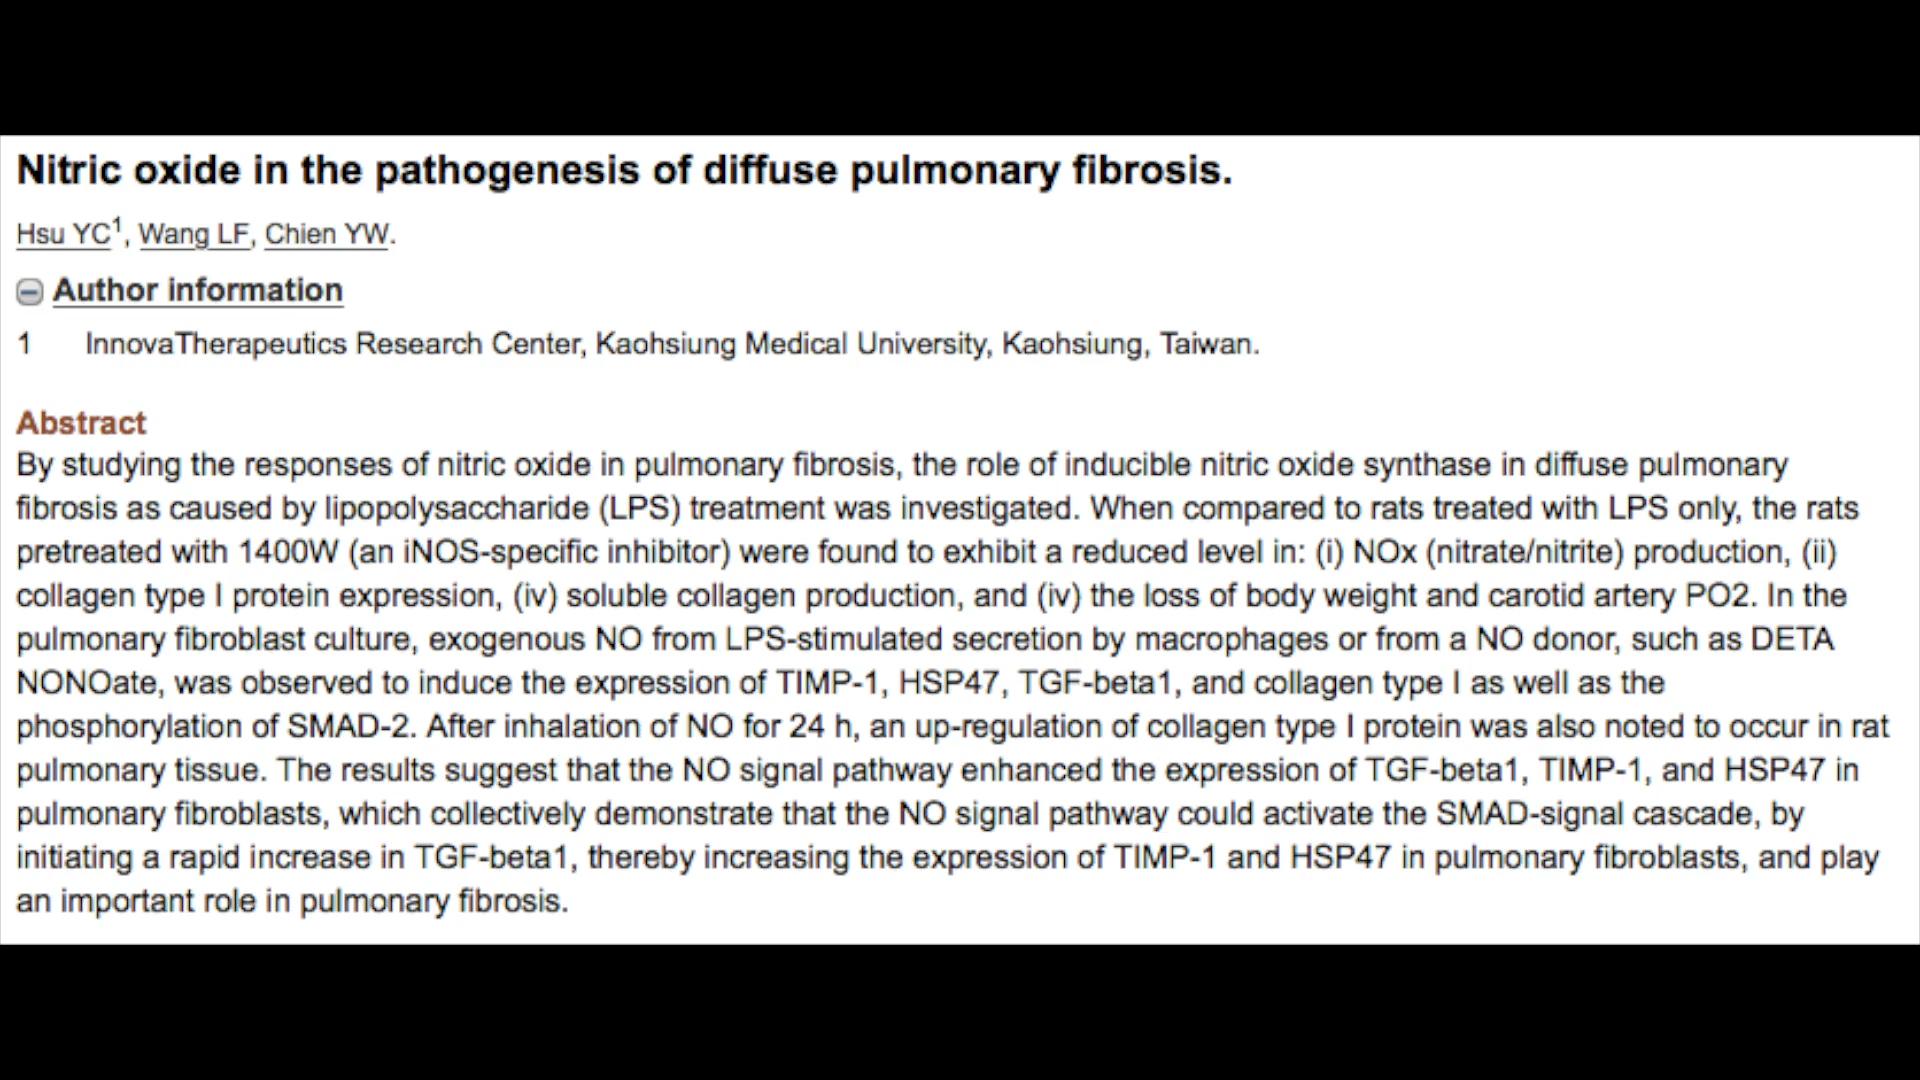 Nitric oxide in the pathogenesis of diffuse pulmonary fibrosis.
Hsu YC1, Wang LF, Chien YW.
Author information
1 InnovaTherapeutics Research Center, Kaohsiung Medical University, Kaohsiung, Taiwan.
Abstract
By studying the responses of nitric oxide in pulmonary fibrosis, the role of inducible nitric oxide synthase in diffuse pulmonary
fibrosis as caused by lipopolysaccharide (LPS) treatment was investigated. When compared to rats treated with LPS only, the rats
pretreated with 1400W (an iNOS-specific inhibitor) were found to exhibit a reduced level in: (i) NOx (nitrate/nitrite) production, (ii)
collagen type I protein expression, (iv) soluble collagen production, and (iv) the loss of body weight and carotid artery PO2. In the
pulmonary fibroblast culture, exogenous NO from LPS-stimulated secretion by macrophages or from a NO donor, such as DETA
NONOate, was observed to induce the expression of TIMP-1, HSP47, TGF-beta1, and collagen type I as well as the
phosphorylation of SMAD-2. After inhalation of NO for 24 h, an up-regulation of collagen type I protein was also noted to occur in rat
pulmonary tissue. The results suggest that the NO signal pathway enhanced the expression of TGF-beta1, TIMP-1, and HSP47 in
pulmonary fibroblasts, which collectively demonstrate that the NO signal pathway could activate the SMAD-signal cascade, by
initiating a rapid increase in TGF-beta1, thereby increasing the expression of TIMP-1 and HSP47 in pulmonary fibroblasts, and play
an important role in pulmonary fibrosis.